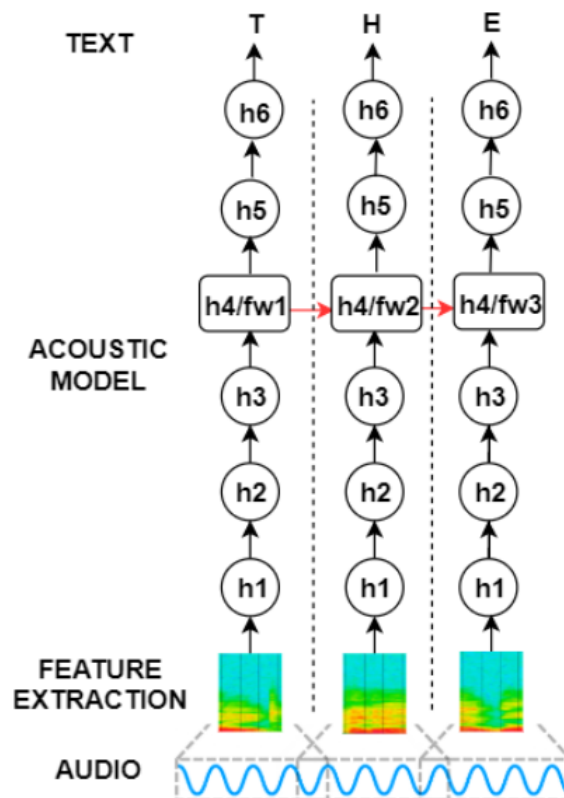 TEXT T H E
h6 h6 h6
h5 h5 h5
h4/fw1 h4/fw2 h4/fw3
ACOUSTIC
MODEL
h3 h3 h3
h2 h2 h2
h1 h1 h1
FEATURE
EXTRACTION
AUDIO